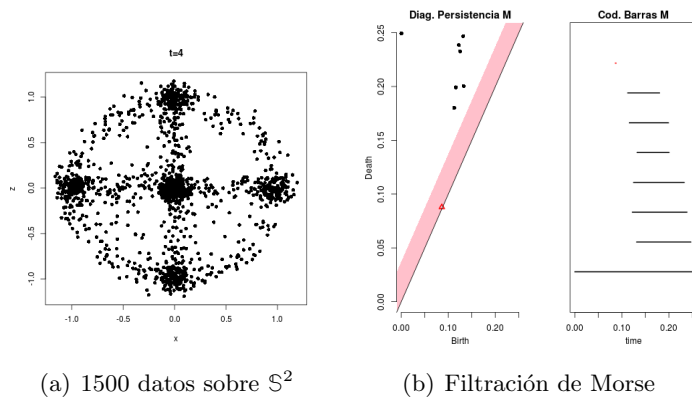 t=4
1.0
0.5
0.0
-0.5
-1.0
z
-1.0
-0.5
0.0
0.5
1.0
x
(a) 1500 datos sobre 𝕊²
Diag. Persistencia M
0.25
0.20
0.15
0.10
0.05
0.00
Death
0.00
0.10
0.20
Birth
Cod. Barras M
0.00
0.10
0.20
time
(b) Filtración de Morse